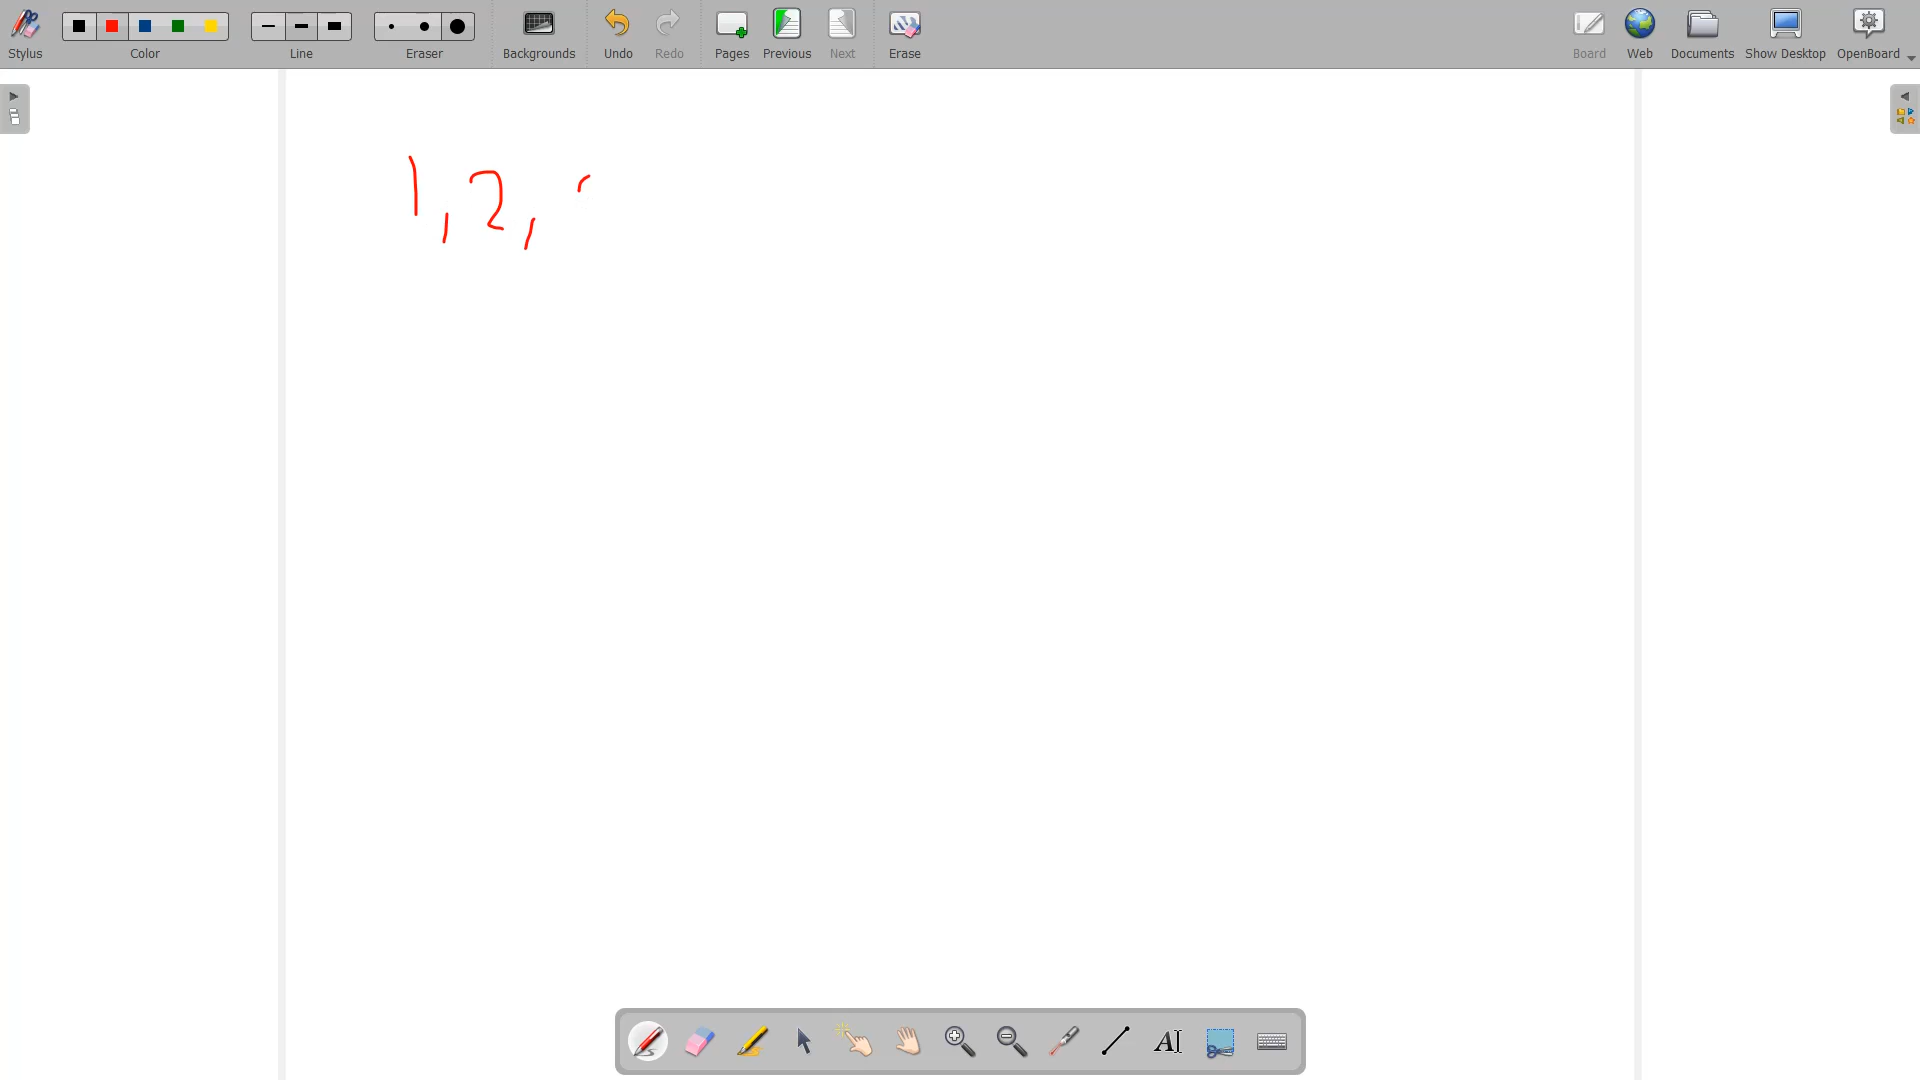 Stylus Color Line Eraser Backgrounds Undo Redo Pages Previous Next Erase Board Web Documents Show Desktop OpenBoard
1, 2,
A